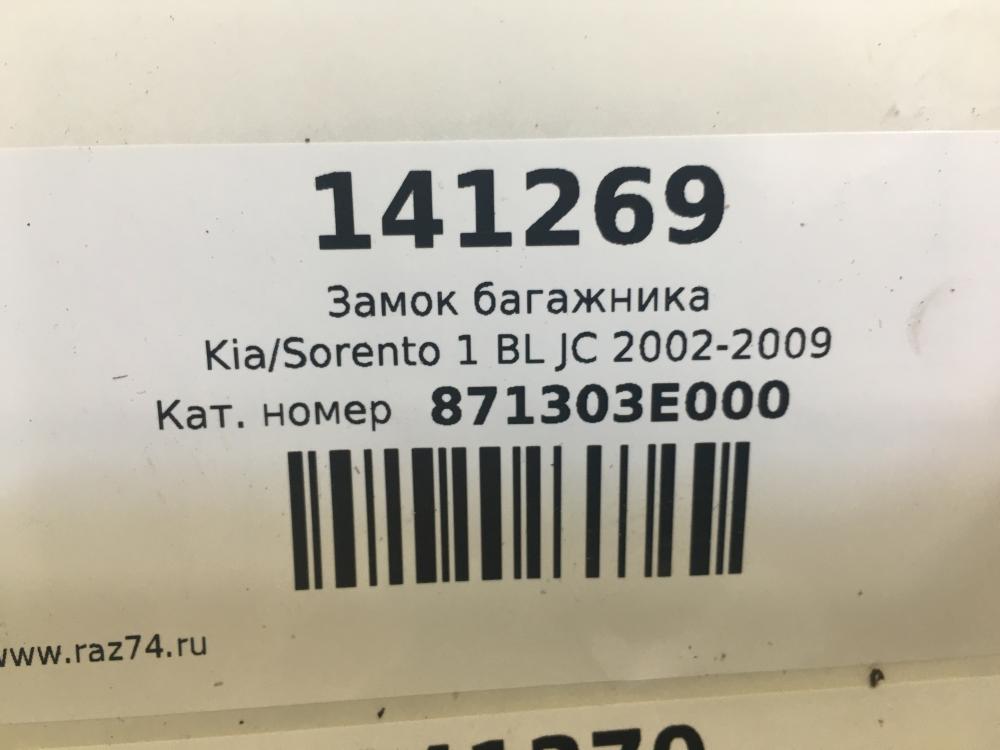 141269
Замок багажника
Kia/Sorento 1 BL JC 2002-2009
Кат. номер 871303E000
www.raz74.ru